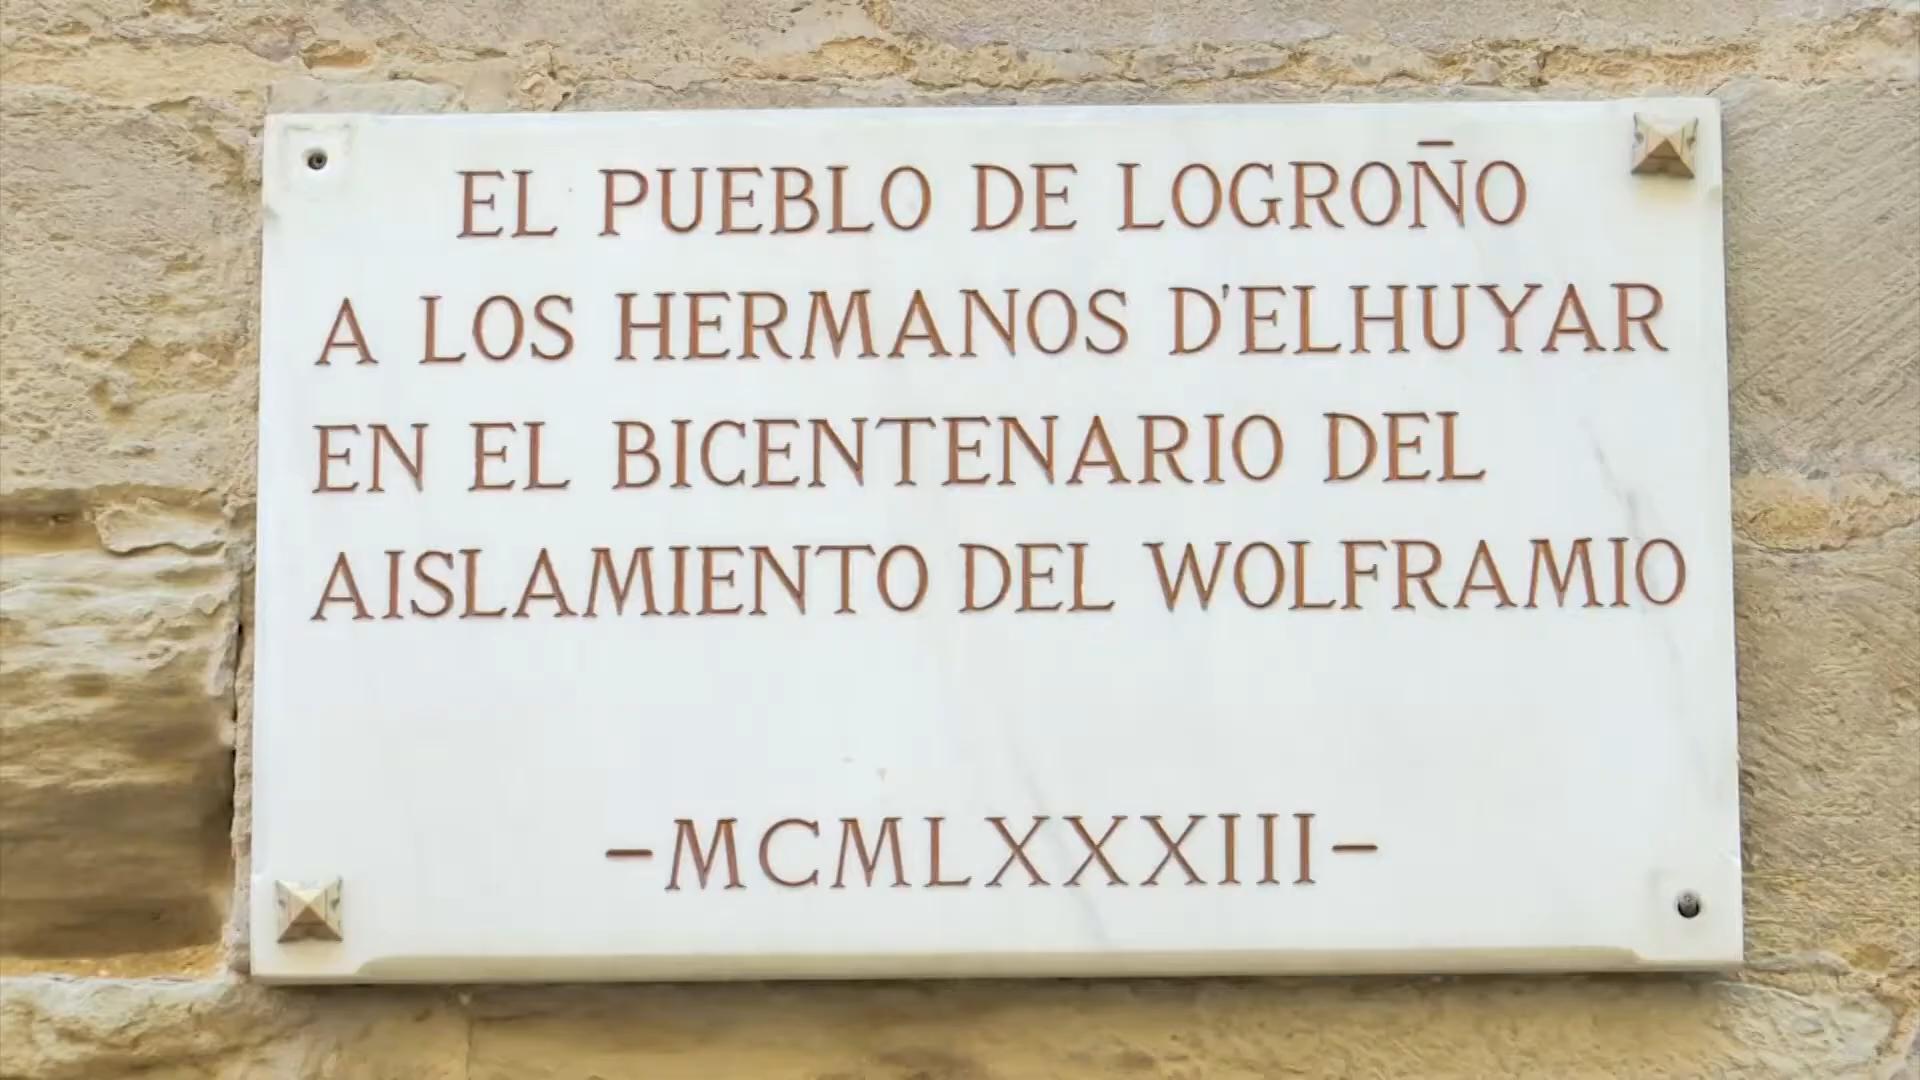 EL PUEBLO DE LOGROÑO
A LOS HERMANOS D'ELHUYAR
EN EL BICENTENARIO DEL
AISLAMIENTO DEL WOLFRAMIO
-MCMLXXXIII-